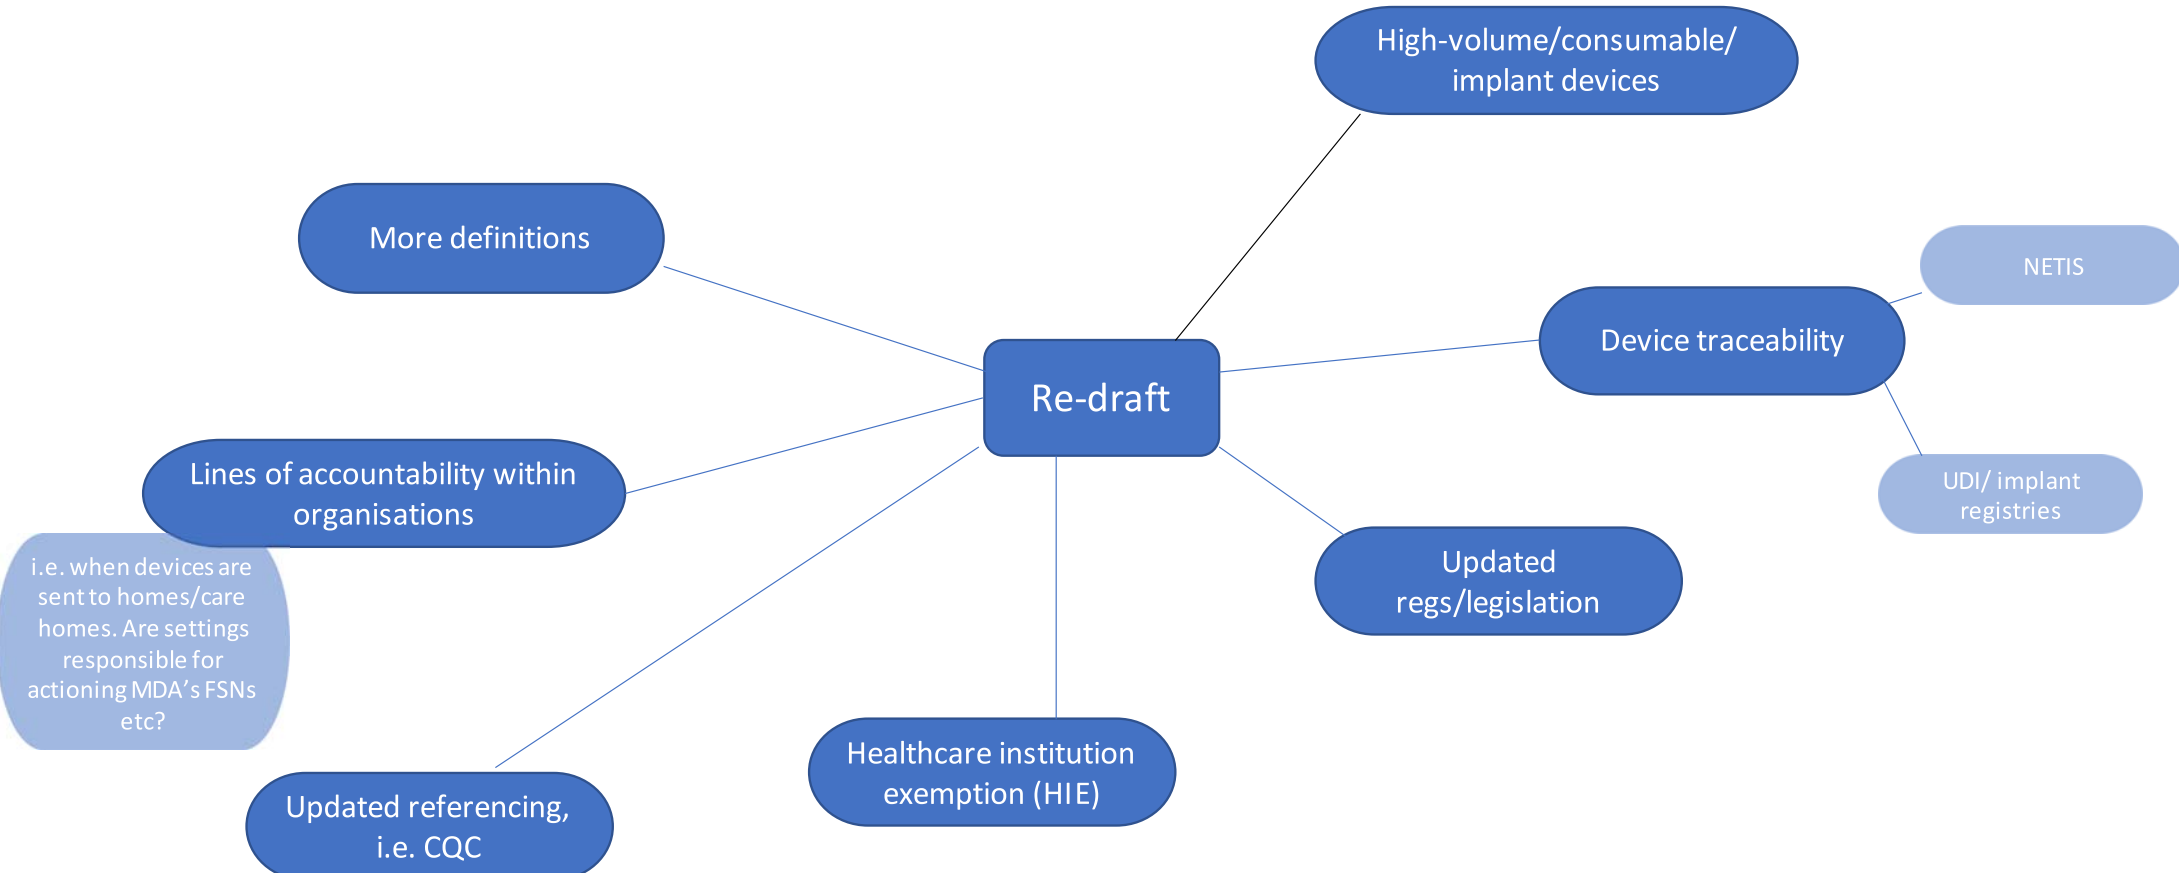 High-volume/consumable/
implant devices
More definitions
NETIS
Device traceability
Re-draft
Lines of accountability within
organisations
UDI/ implant
registries
i.e. when devices are
sent to homes/care
homes. Are settings
responsible for
actioning MDA’s FSNs
etc?
Updated
regs/legislation
Healthcare institution
exemption (HIE)
Updated referencing,
i.e. CQC